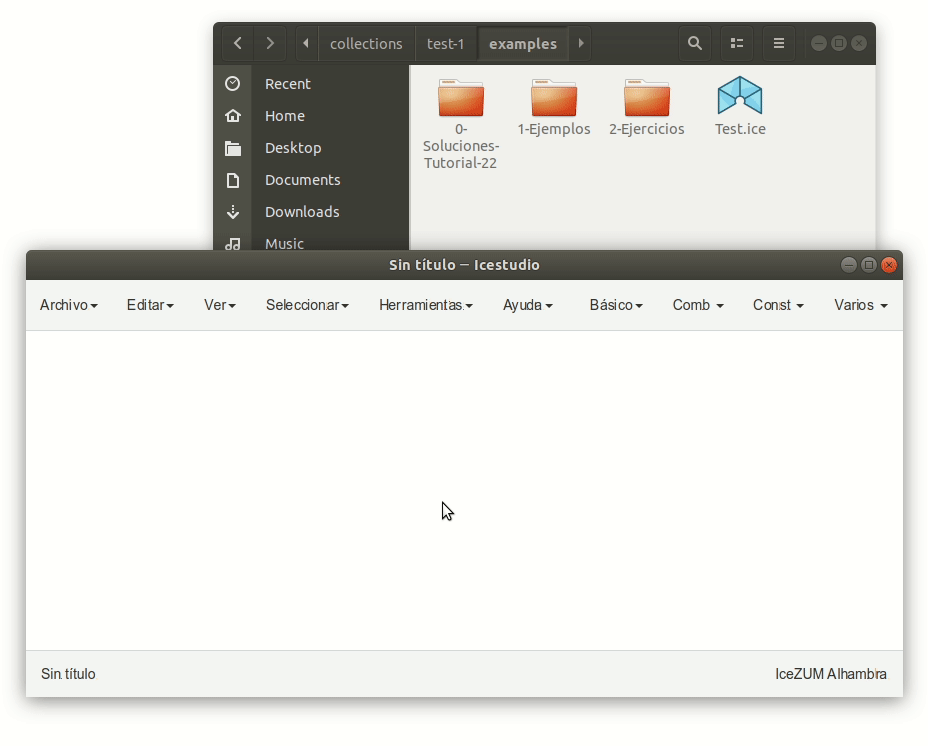 collections test-1 examples
Recent
Home
Desktop
Documents
Downloads
Music
0-
Soluciones-
Tutorial-22
1-Ejemplos
2-Ejercicios
Test.ice
Sin título — Icestudio
Archivo Editar Ver Seleccionar Herramientas Ayuda Básico Comb Const Varios
Sin título
IceZUM Alhambra